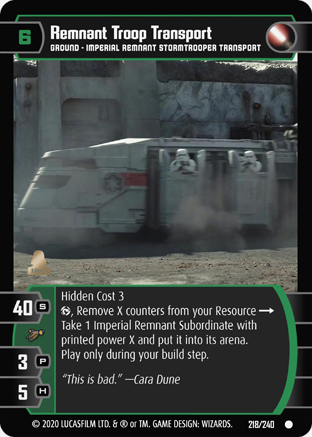 6
Remnant Troop Transport
GROUND - IMPERIAL REMNANT STORMTROOPER TRANSPORT
40 S
3 P
5 H
Hidden Cost 3
, Remove X counters from your Resource →
Take 1 Imperial Remnant Subordinate with
printed power X and put it into its arena.
Play only during your build step.
"This is bad." —Cara Dune
© 2020 LUCASFILM LTD. & ® or TM. GAME DESIGN: WIZARDS.
218/240